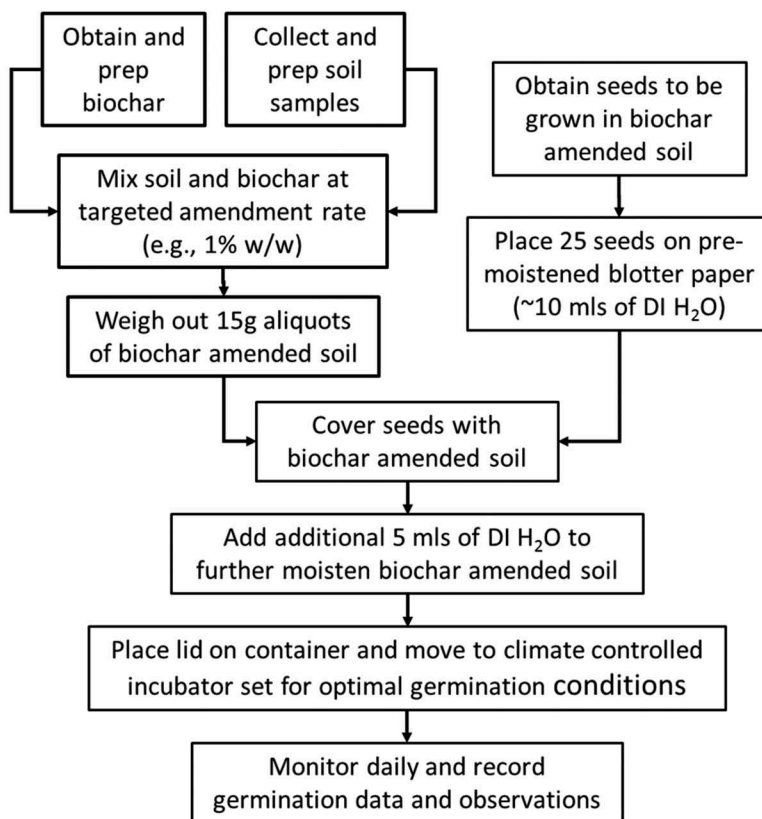 Obtain and
prep
biochar
Collect and
prep soil
samples
Obtain seeds to be
grown in biochar
amended soil
Mix soil and biochar at
targeted amendment rate
(e.g., 1% w/w)
Place 25 seeds on pre-
moistened blotter paper
(~10 mls of DI H₂O)
Weigh out 15g aliquots
of biochar amended soil
Cover seeds with
biochar amended soil
Add additional 5 mls of DI H₂O to
further moisten biochar amended soil
Place lid on container and move to climate controlled
incubator set for optimal germination conditions
Monitor daily and record
germination data and observations